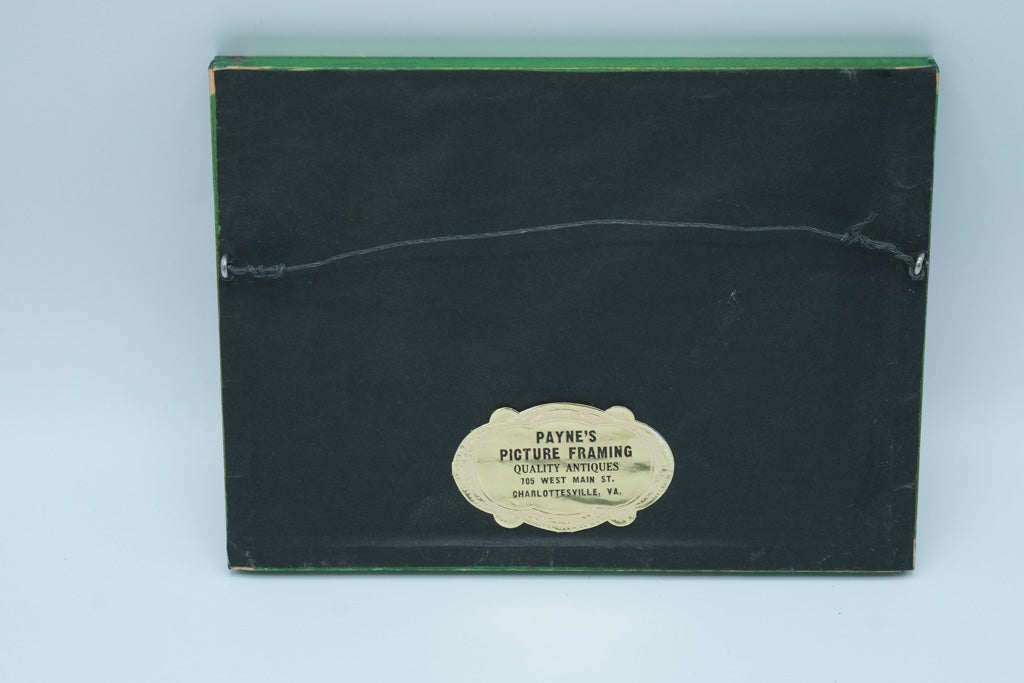 PAYNE'S
PICTURE FRAMING
QUALITY ANTIQUES
705 WEST MAIN ST.
CHARLOTTESVILLE, VA.